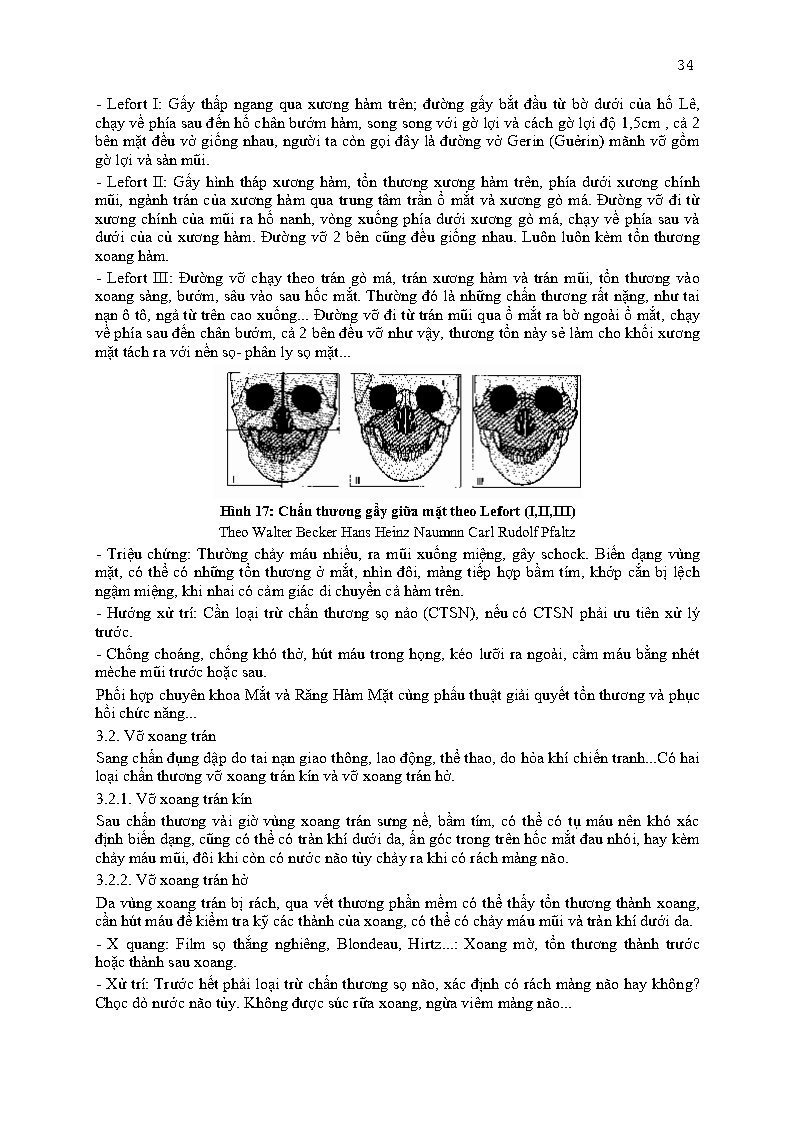 34
- Lefort I: Gấy thấp ngang qua xương hàm trên; đường gấy bắt đầu từ bờ dưới của hố Lê,
chạy về phía sau đến hố chân bướm hàm, song song với gờ lợi và cách gờ lợi độ 1,5cm , cả 2
bên mặt đều vở giống nhau, người ta còn gọi đây là đường vở Gerin (Guérin) mãnh vỡ gồm
gờ lợi và sàn mũi.
- Lefort II: Gấy hình tháp xương hàm, tổn thương xương hàm trên, phía dưới xương chính
mũi, ngành trán của xương hàm qua trung tâm trần ổ mắt và xương gò má. Đường vỡ đi từ
xương chính của mũi ra hố nanh, vòng xuống phía dưới xương gò má, chạy về phía sau và
dưới của củ xương hàm. Đường vỡ 2 bên cũng đều giống nhau. Luôn luôn kèm tổn thương
xoang hàm.
- Lefort III: Đường vỡ chạy theo trán gò má, trán xương hàm và trán mũi, tổn thương vào
xoang sàng, bướm, sâu vào sau hốc mắt. Thường đó là những chấn thương rất nặng, như tai
nạn ô tô, ngả từ trên cao xuống... Đường vỡ đi từ trán mũi qua ổ mắt ra bờ ngoài ổ mắt, chạy
về phía sau đến chân bướm, cả 2 bên đều vỡ như vậy, thương tổn này sẻ làm cho khối xương
mặt tách ra với nền sọ- phân ly sọ mặt...
I
II
III
Hình 17: Chấn thương gẩy giữa mặt theo Lefort (I,II,III)
Theo Walter Becker Hans Heinz Naumnn Carl Rudolf Pfaltz
- Triệu chứng: Thường chảy máu nhiều, ra mũi xuống miệng, gây schock. Biến dạng vùng
mặt, có thể có những tổn thương ở mắt, nhìn đôi, màng tiếp hợp bầm tím, khớp cắn bị lệch
ngậm miệng, khi nhai có cảm giác di chuyển cả hàm trên.
- Hướng xử trí: Cần loại trừ chấn thương sọ não (CTSN), nếu có CTSN phải ưu tiên xử lý
trước.
- Chống choáng, chống khó thở, hút máu trong họng, kéo lưỡi ra ngoài, cầm máu bằng nhét
mèche mũi trước hoặc sau.
Phối hợp chuyên khoa Mắt và Răng Hàm Mặt cùng phẩu thuật giải quyết tổn thương và phục
hồi chức năng...
3.2. Vỡ xoang trán
Sang chấn đụng dập do tai nạn giao thông, lao động, thể thao, do hỏa khí chiến tranh...Có hai
loại chấn thương vỡ xoang trán kín và vỡ xoang trán hở.
3.2.1. Vỡ xoang trán kín
Sau chấn thương vài giờ vùng xoang trán sưng nề, bầm tím, có thể có tụ máu nên khó xác
định biến dạng, cũng có thể có tràn khí dưới da, ấn góc trong trên hốc mắt đau nhói, hay kèm
chảy máu mũi, đôi khi còn có nước não tủy chảy ra khi có rách màng não.
3.2.2. Vỡ xoang trán hở
Da vùng xoang trán bị rách, qua vết thương phần mềm có thể thấy tổn thương thành xoang,
cần hút máu để kiểm tra kỹ các thành của xoang, có thể có chảy máu mũi và tràn khí dưới da.
- X quang: Film sọ thẳng nghiêng, Blondeau, Hirtz...: Xoang mờ, tổn thương thành trước
hoặc thành sau xoang.
- Xử trí: Trước hết phải loại trừ chấn thương sọ não, xác định có rách màng não hay không?
Chọc dò nước não tủy. Không được súc rữa xoang, ngừa viêm màng não...